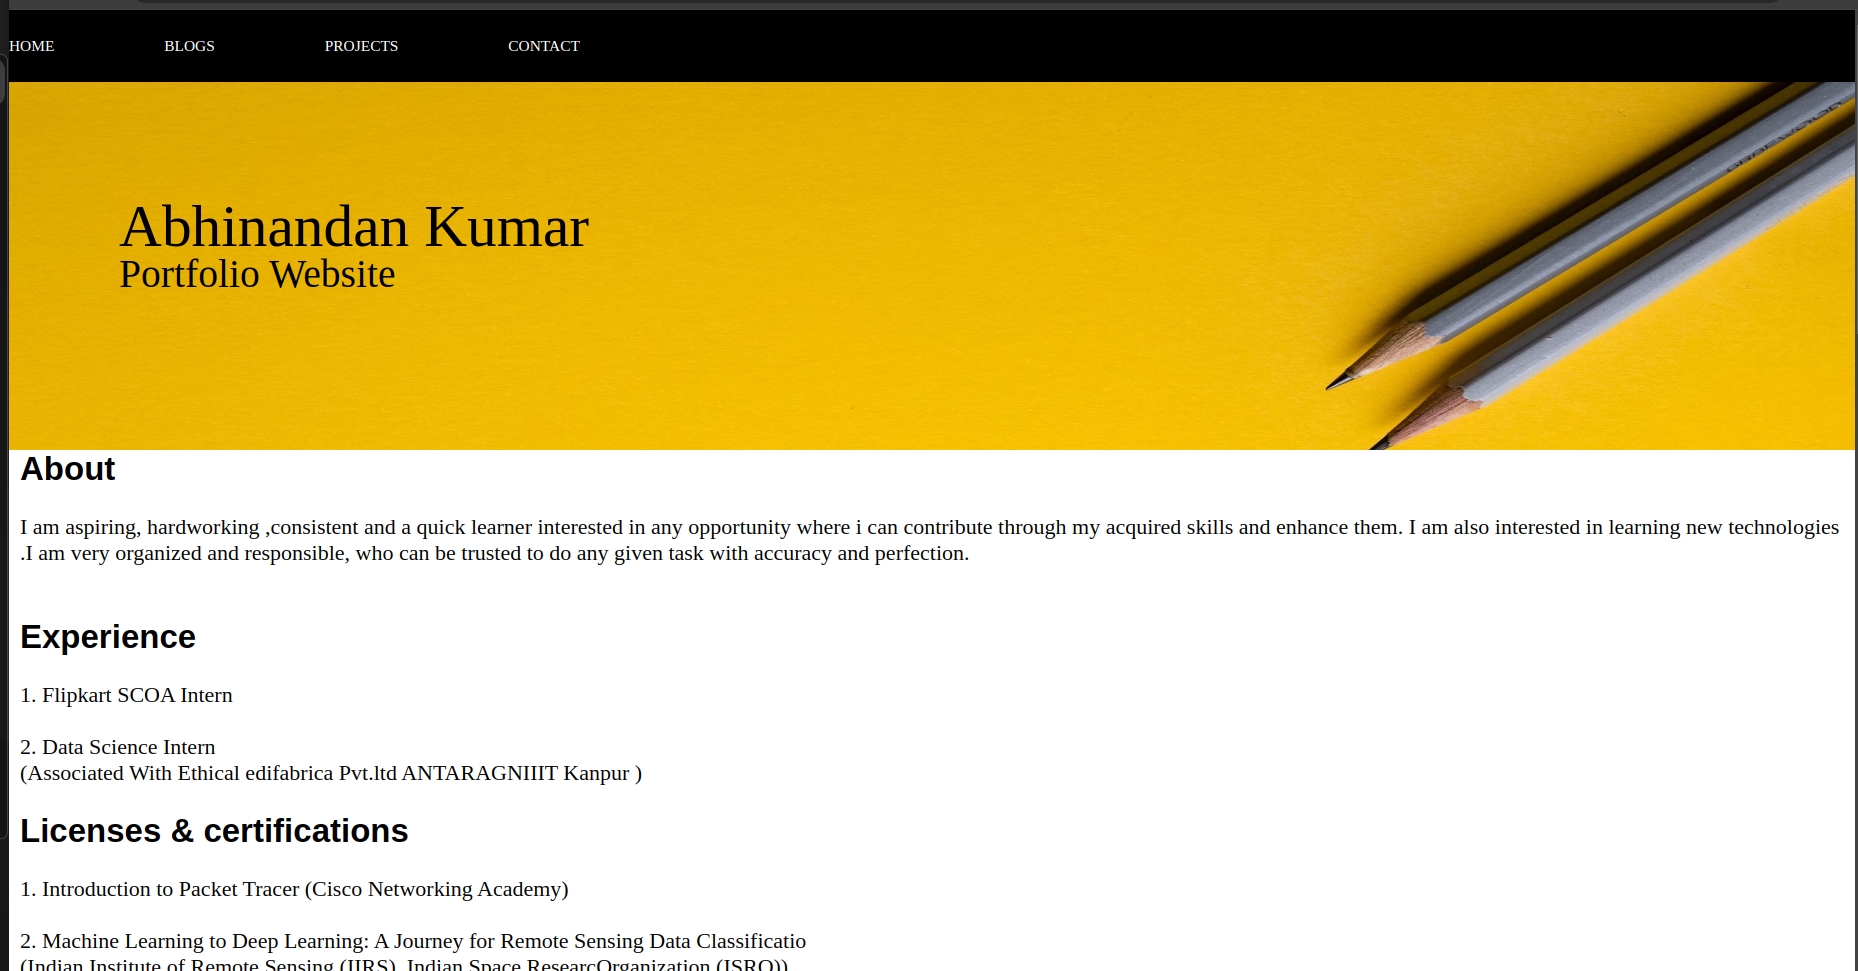 HOME BLOGS PROJECTS CONTACT
Abhinandan Kumar
Portfolio Website
About
I am aspiring, hardworking ,consistent and a quick learner interested in any opportunity where i can contribute through my acquired skills and enhance them. I am also interested in learning new technologies
.I am very organized and responsible, who can be trusted to do any given task with accuracy and perfection.
Experience
1. Flipkart SCOA Intern
2. Data Science Intern
(Associated With Ethical edifabrica Pvt.ltd ANTARAGNIIIT Kanpur )
Licenses & certifications
1. Introduction to Packet Tracer (Cisco Networking Academy)
2. Machine Learning to Deep Learning: A Journey for Remote Sensing Data Classificatio
(Indian Institute of Remote Sensing (IIRS), Indian Space ResearcOrganization (ISRO))